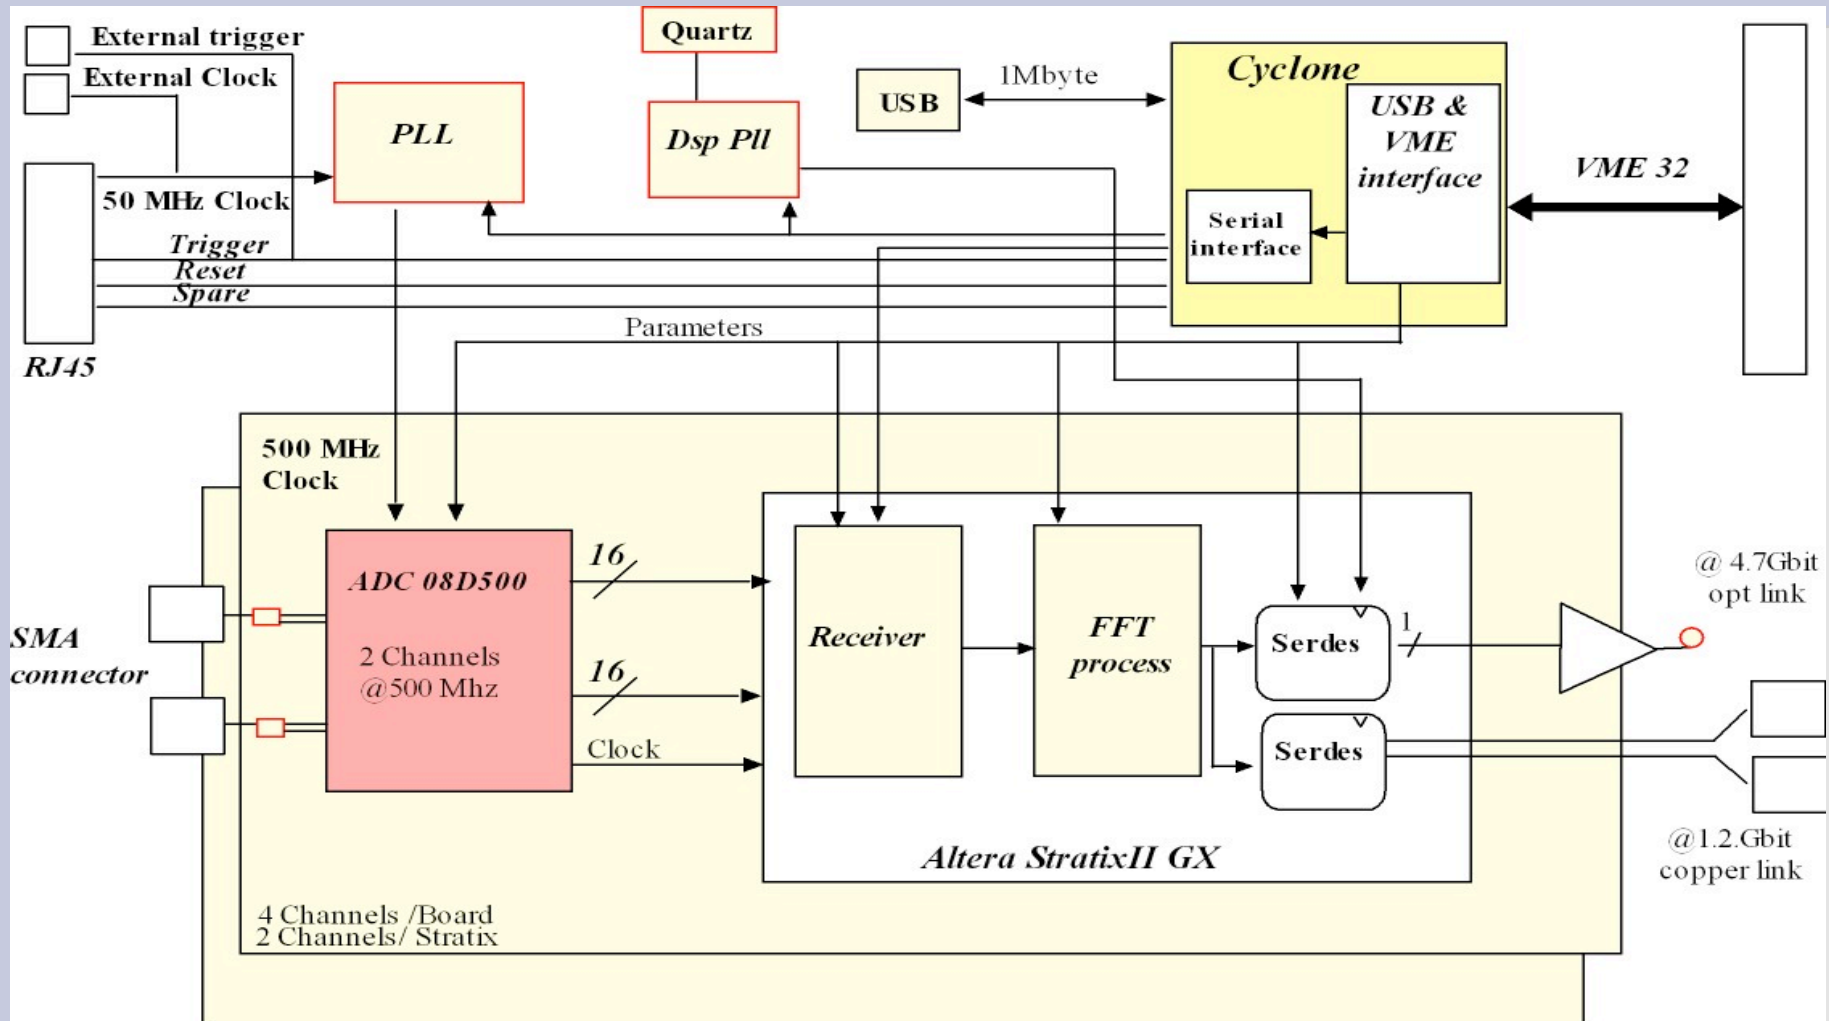 External trigger
External Clock
Quartz
PLL
Dsp Pll
USB
1Mbyte
Cyclone
USB &
VME
interface
Serial
interface
VME 32
50 MHz Clock
Trigger
Reset
Spare
RJ45
Parameters
500 MHz
Clock
ADC 08D500
2 Channels
@500 Mhz
16
16
Clock
SMA
connector
Receiver
FFT
process
Serdes
1
Serdes
Altera StratixII GX
@ 4.7Gbit
opt link
@1.2.Gbit
copper link
4 Channels /Board
2 Channels/ Stratix